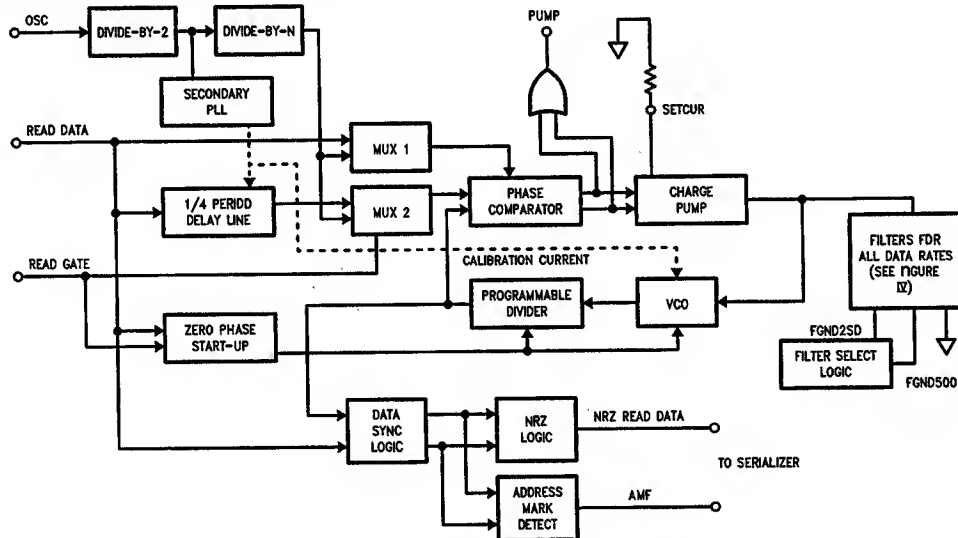 PUMP
OSC
DIVIDE-BY-2
DIVIDE-BY-N
SECONDARY
PLL
SETCUR
READ DATA
MUX 1
1/4 PERIDD
DELAY LINE
MUX 2
PHASE
COMPARATOR
CHARGE
PUMP
FILTERS FDR
ALL DATA RATES
(SEE FIGURE
IV)
READ GATE
CALIBRATION CURRENT
PROGRAMMABLE
DIVIDER
VCO
ZERO PHASE
START-UP
FGND2SD
FILTER SELECT
LOGIC
FGND500
DATA
SYNC
LOGIC
NRZ
LOGIC
NRZ READ DATA
TO SERIALIZER
ADDRESS
MARK
DETECT
AMF